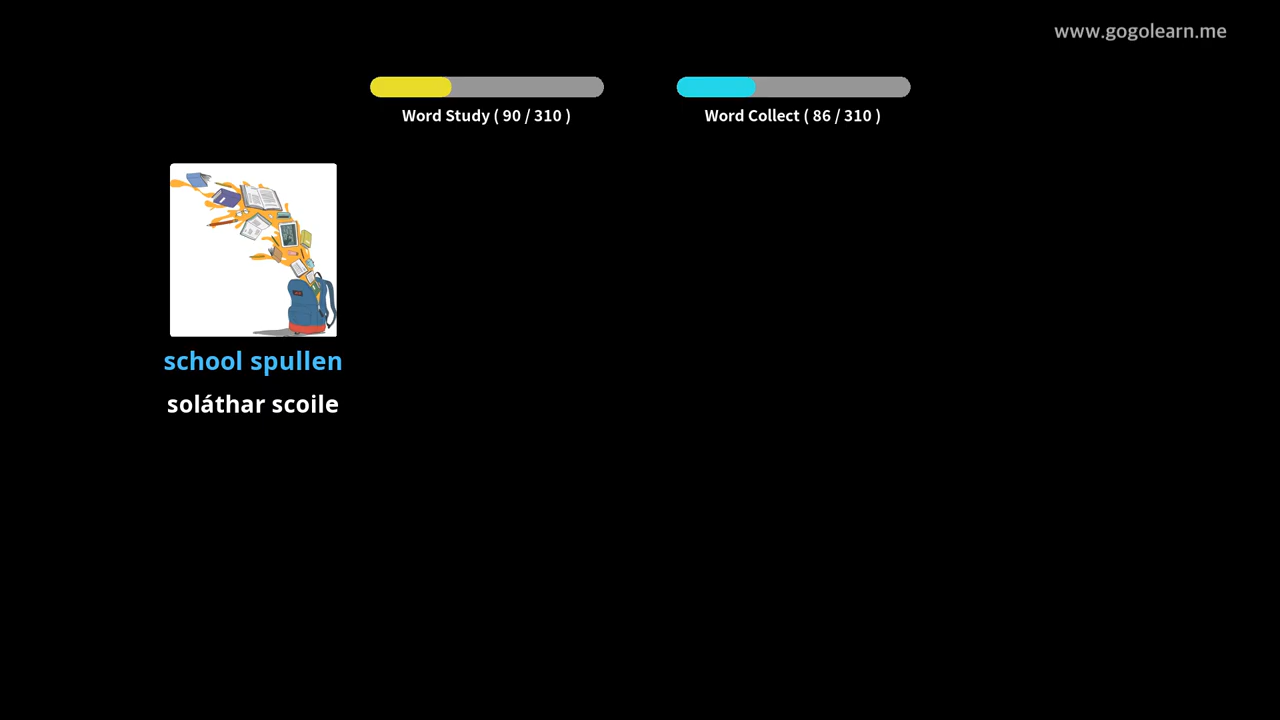 www.gogolearn.me
Word Study ( 90 / 310 )
Word Collect ( 86 / 310 )
school spullen
soláthar scoile